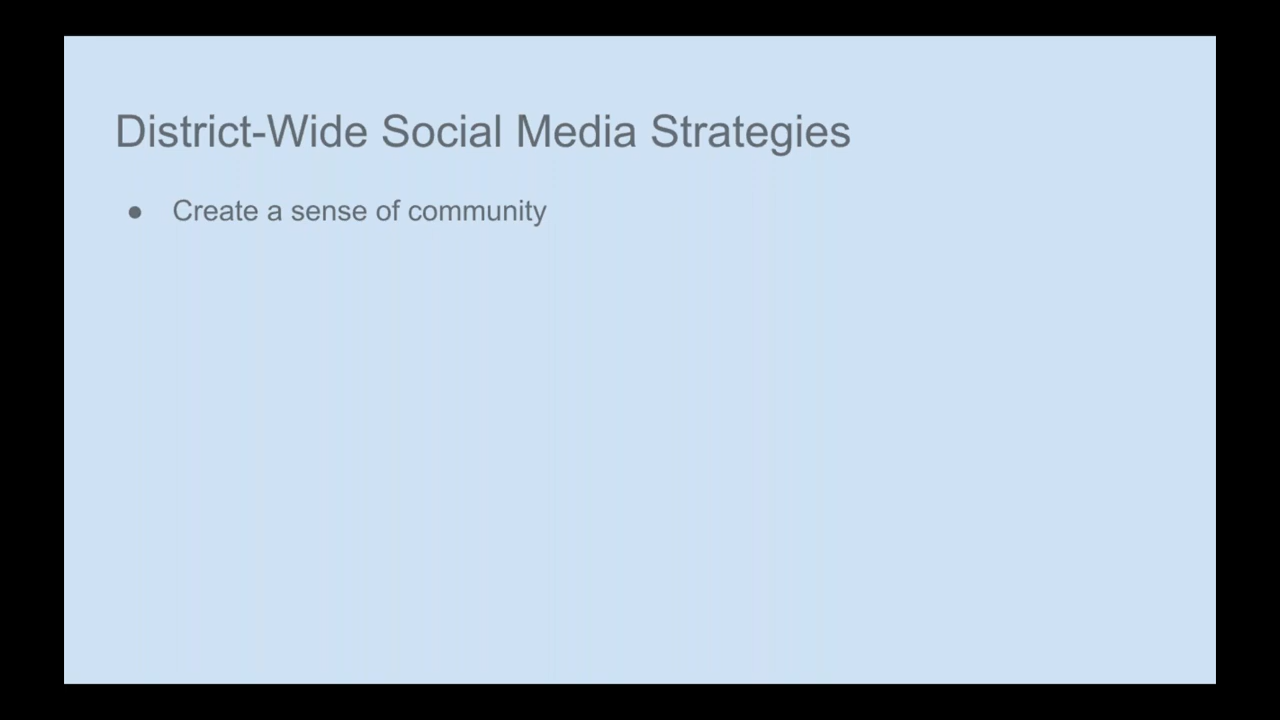 District-Wide Social Media Strategies
● Create a sense of community